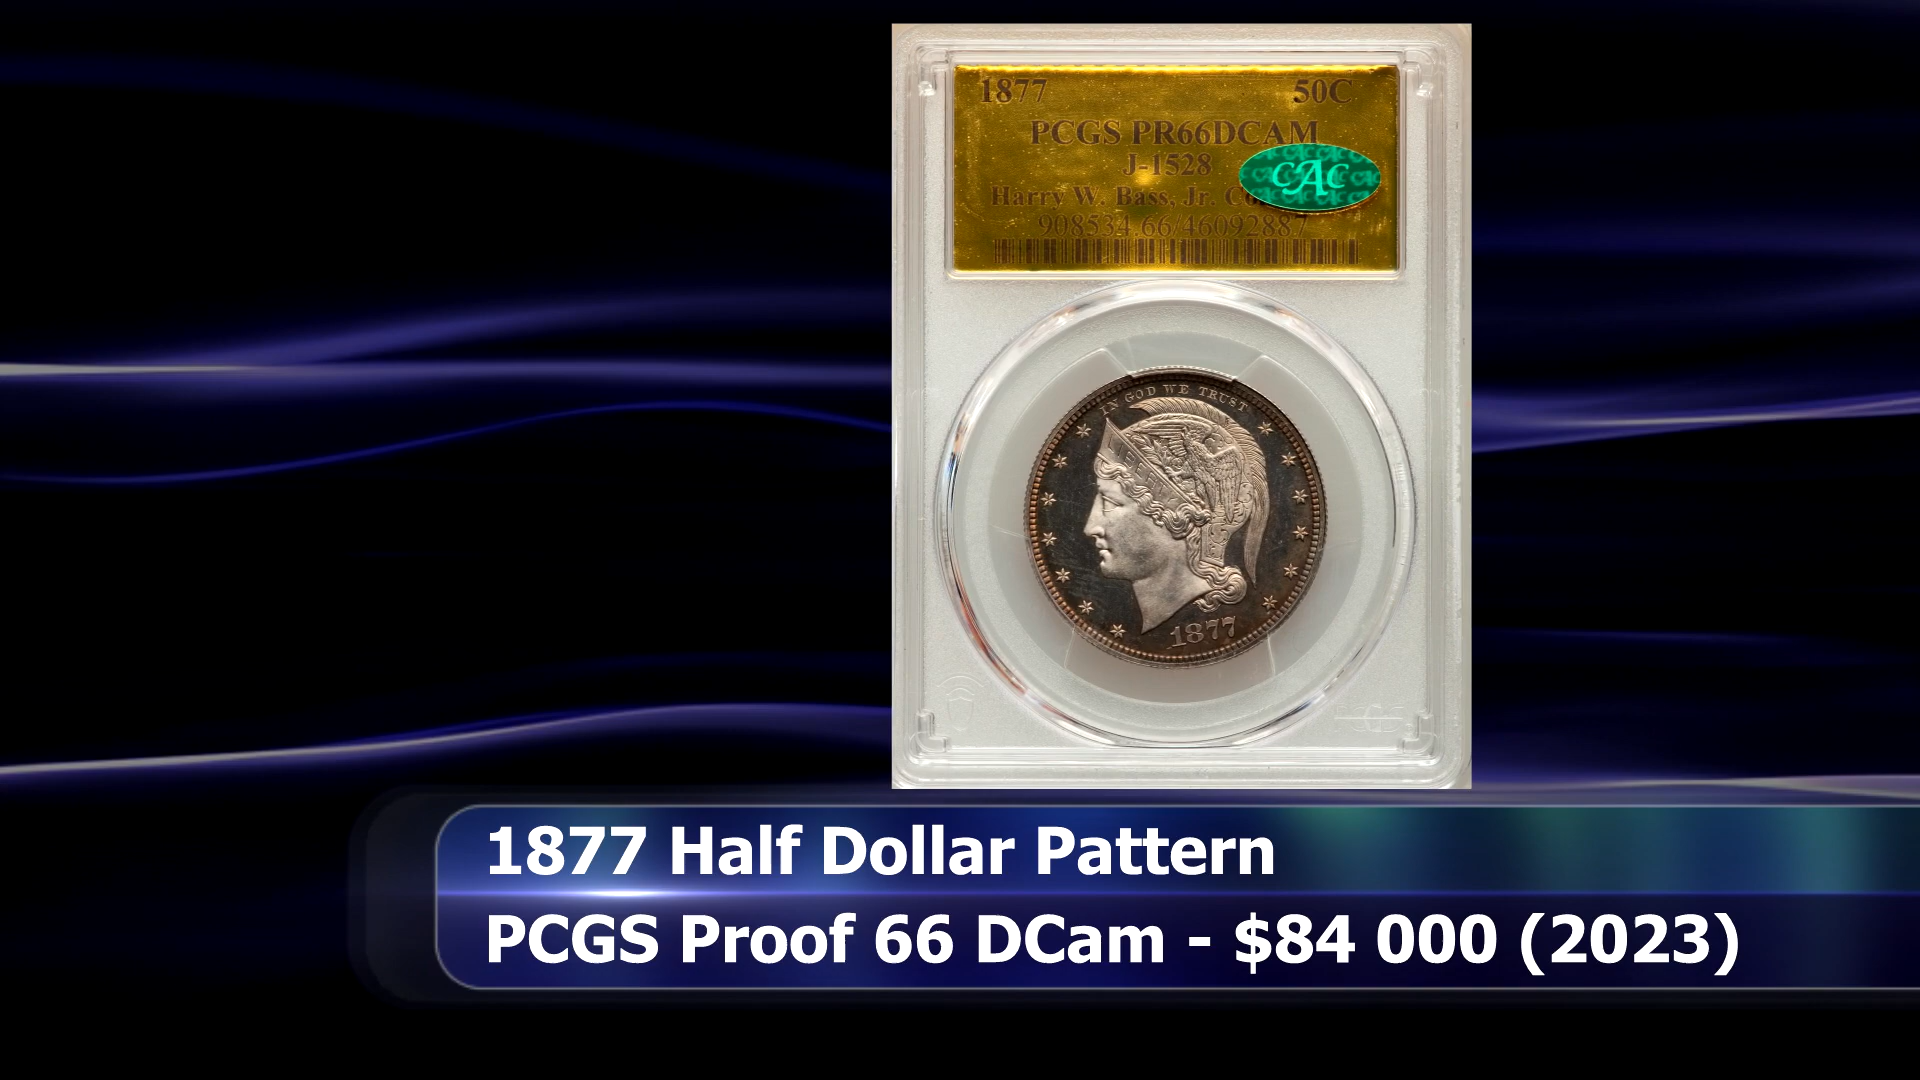 1877 50C
PCGS PR66DCAM
J-1528
CAC
Harry W. Bass, Jr.
908534.66/46092887
IN GOD WE TRUST
1877
1877 Half Dollar Pattern
PCGS Proof 66 DCam - $84 000 (2023)